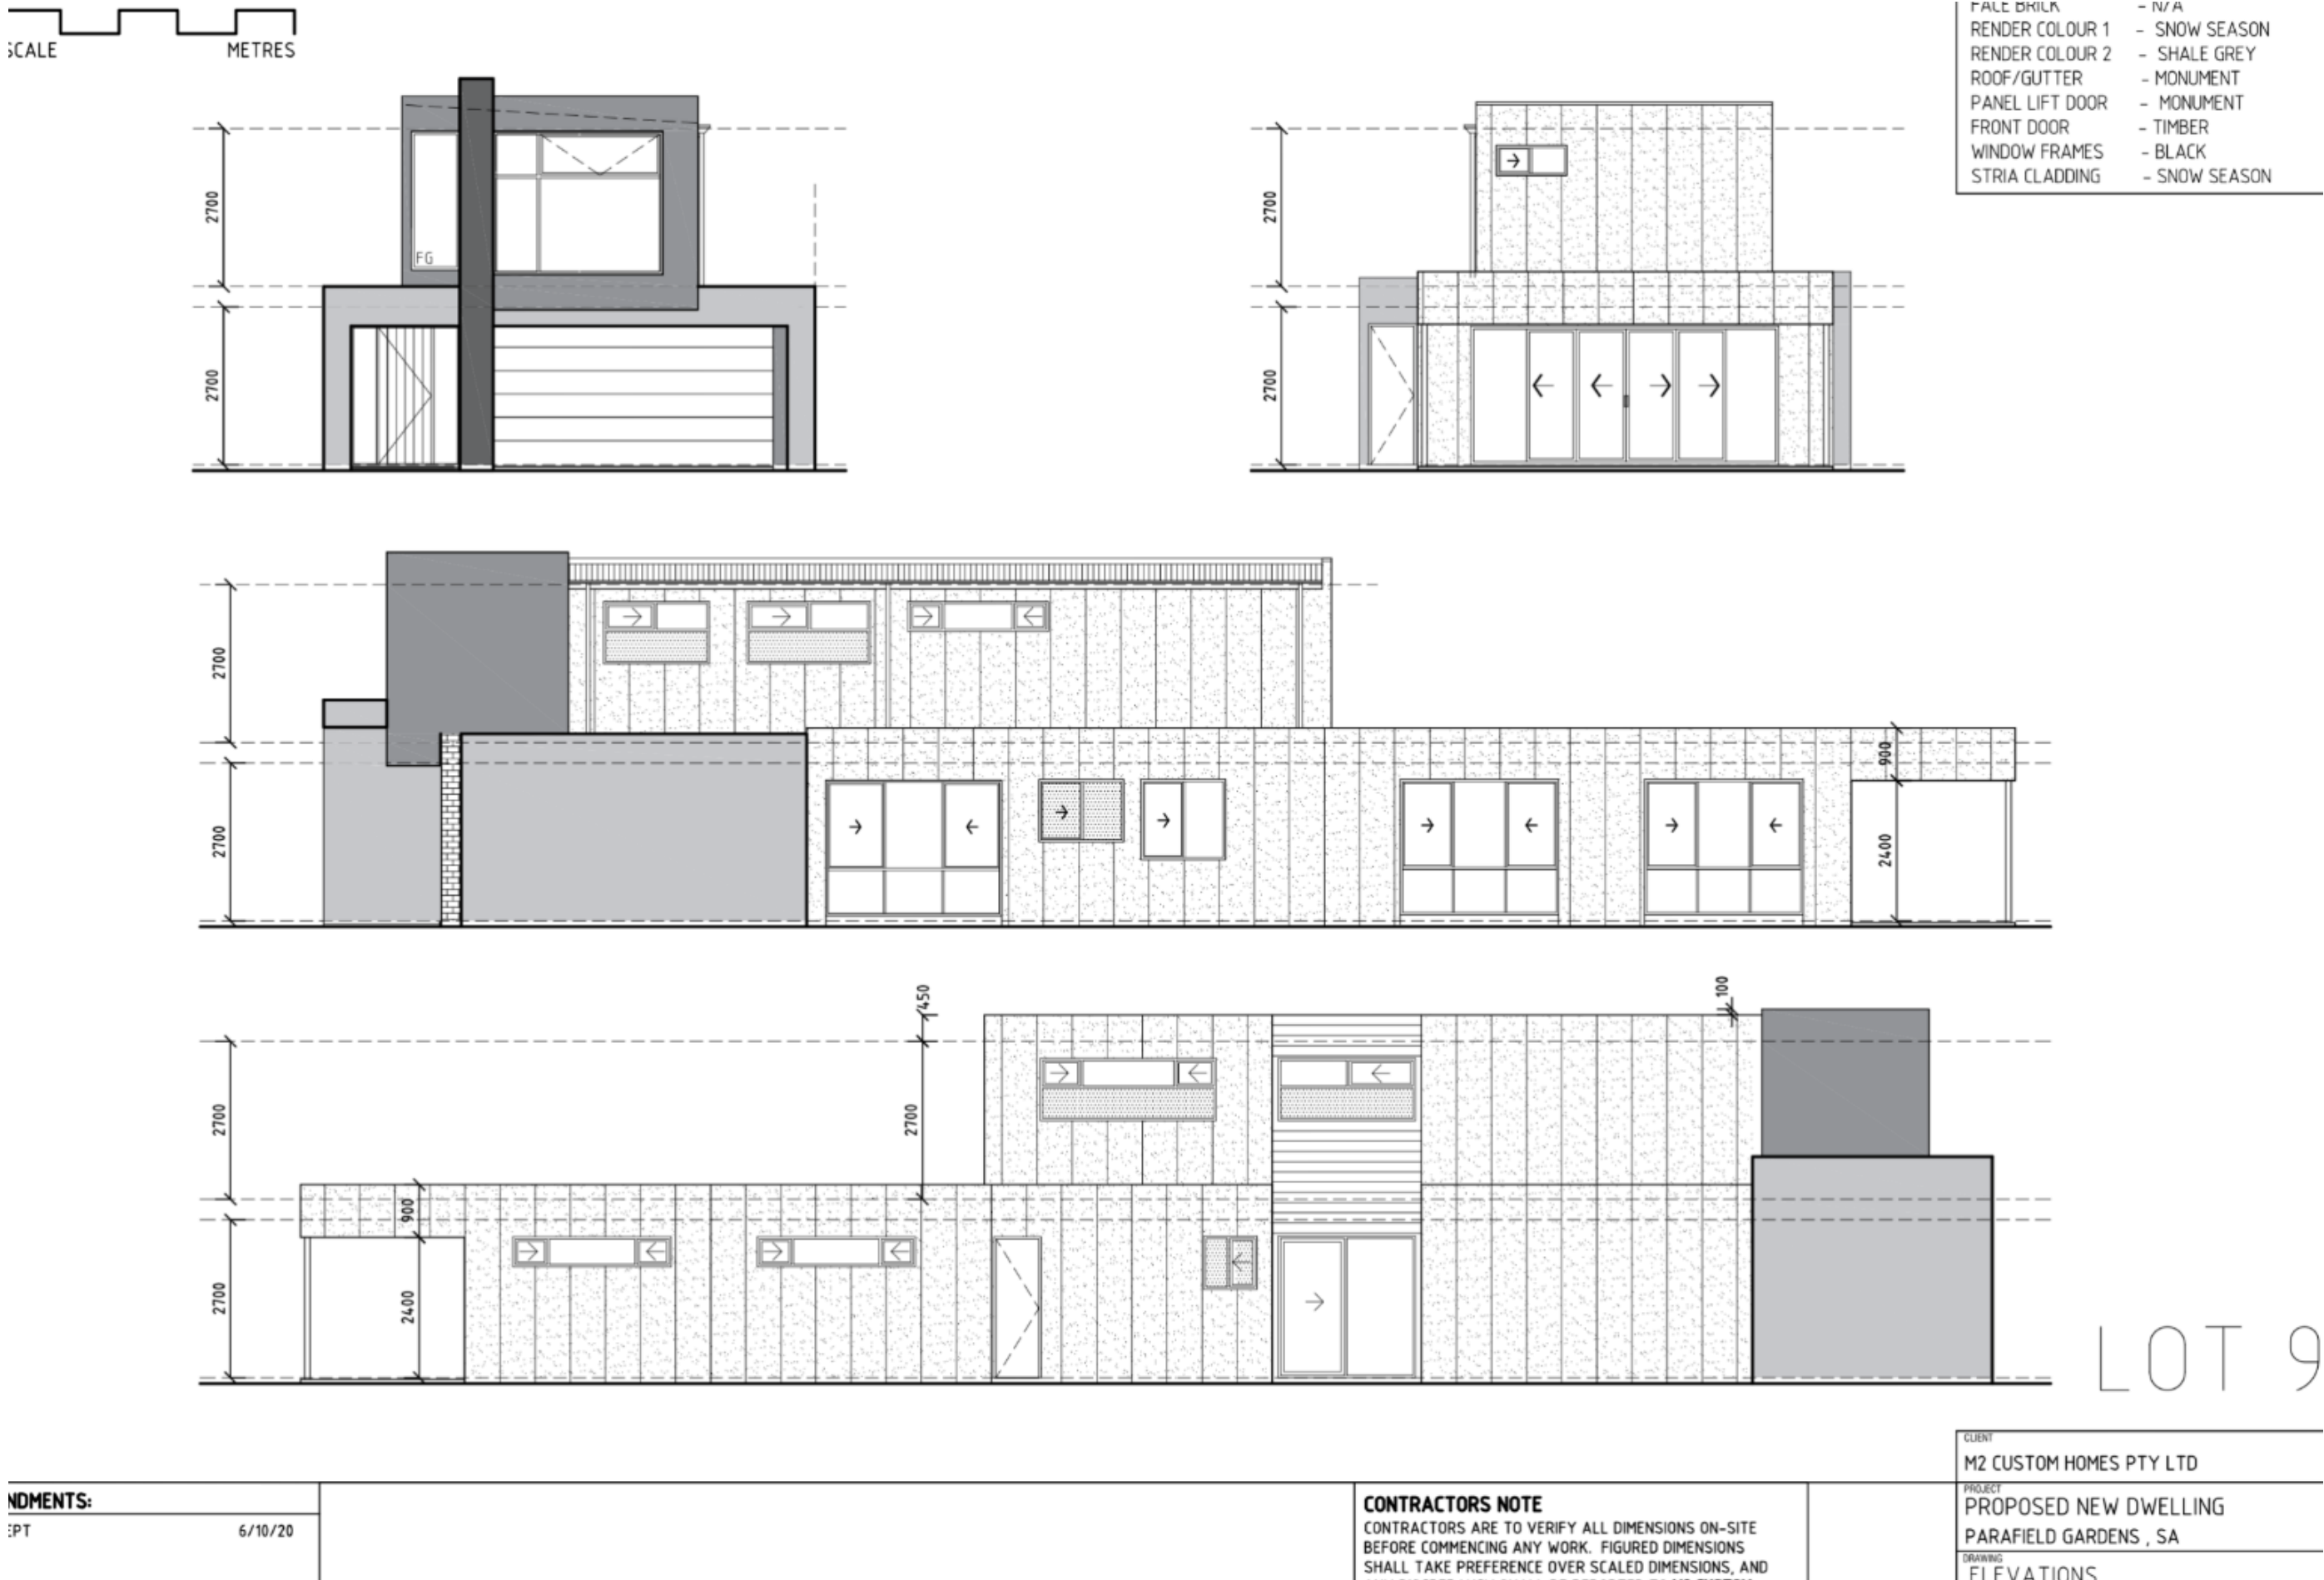 SCALE METRES
FACE BRICK - N/A
RENDER COLOUR 1 - SNOW SEASON
RENDER COLOUR 2 - SHALE GREY
ROOF/GUTTER - MONUMENT
PANEL LIFT DOOR - MONUMENT
FRONT DOOR - TIMBER
WINDOW FRAMES - BLACK
STRIA CLADDING - SNOW SEASON
2700
FG
2700
2700
2700
2700
2700
900
2400
450
100
2700
2700
900
2700
2400
LOT 9
CLIENT
M2 CUSTOM HOMES PTY LTD
PROJECT
PROPOSED NEW DWELLING
PARAFIELD GARDENS , SA
DRAWING
ELEVATIONS
NDMENTS:
EPT 6/10/20
CONTRACTORS NOTE
CONTRACTORS ARE TO VERIFY ALL DIMENSIONS ON-SITE
BEFORE COMMENCING ANY WORK. FIGURED DIMENSIONS
SHALL TAKE PREFERENCE OVER SCALED DIMENSIONS, AND